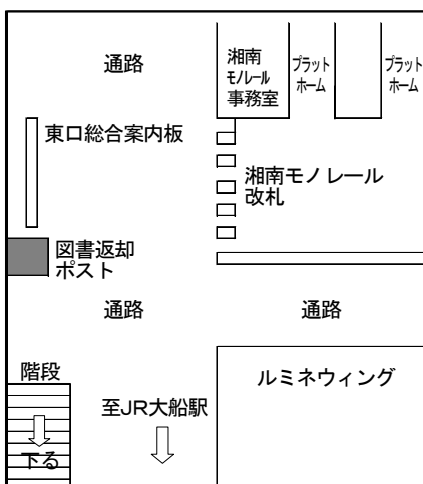 通路
湘南
モノレール
事務室
プラット
ホーム
プラット
ホーム
東口総合案内板
湘南モノレール
改札
図書返却
ポスト
通路
通路
階段
ルミネウィング
至JR大船駅
下る